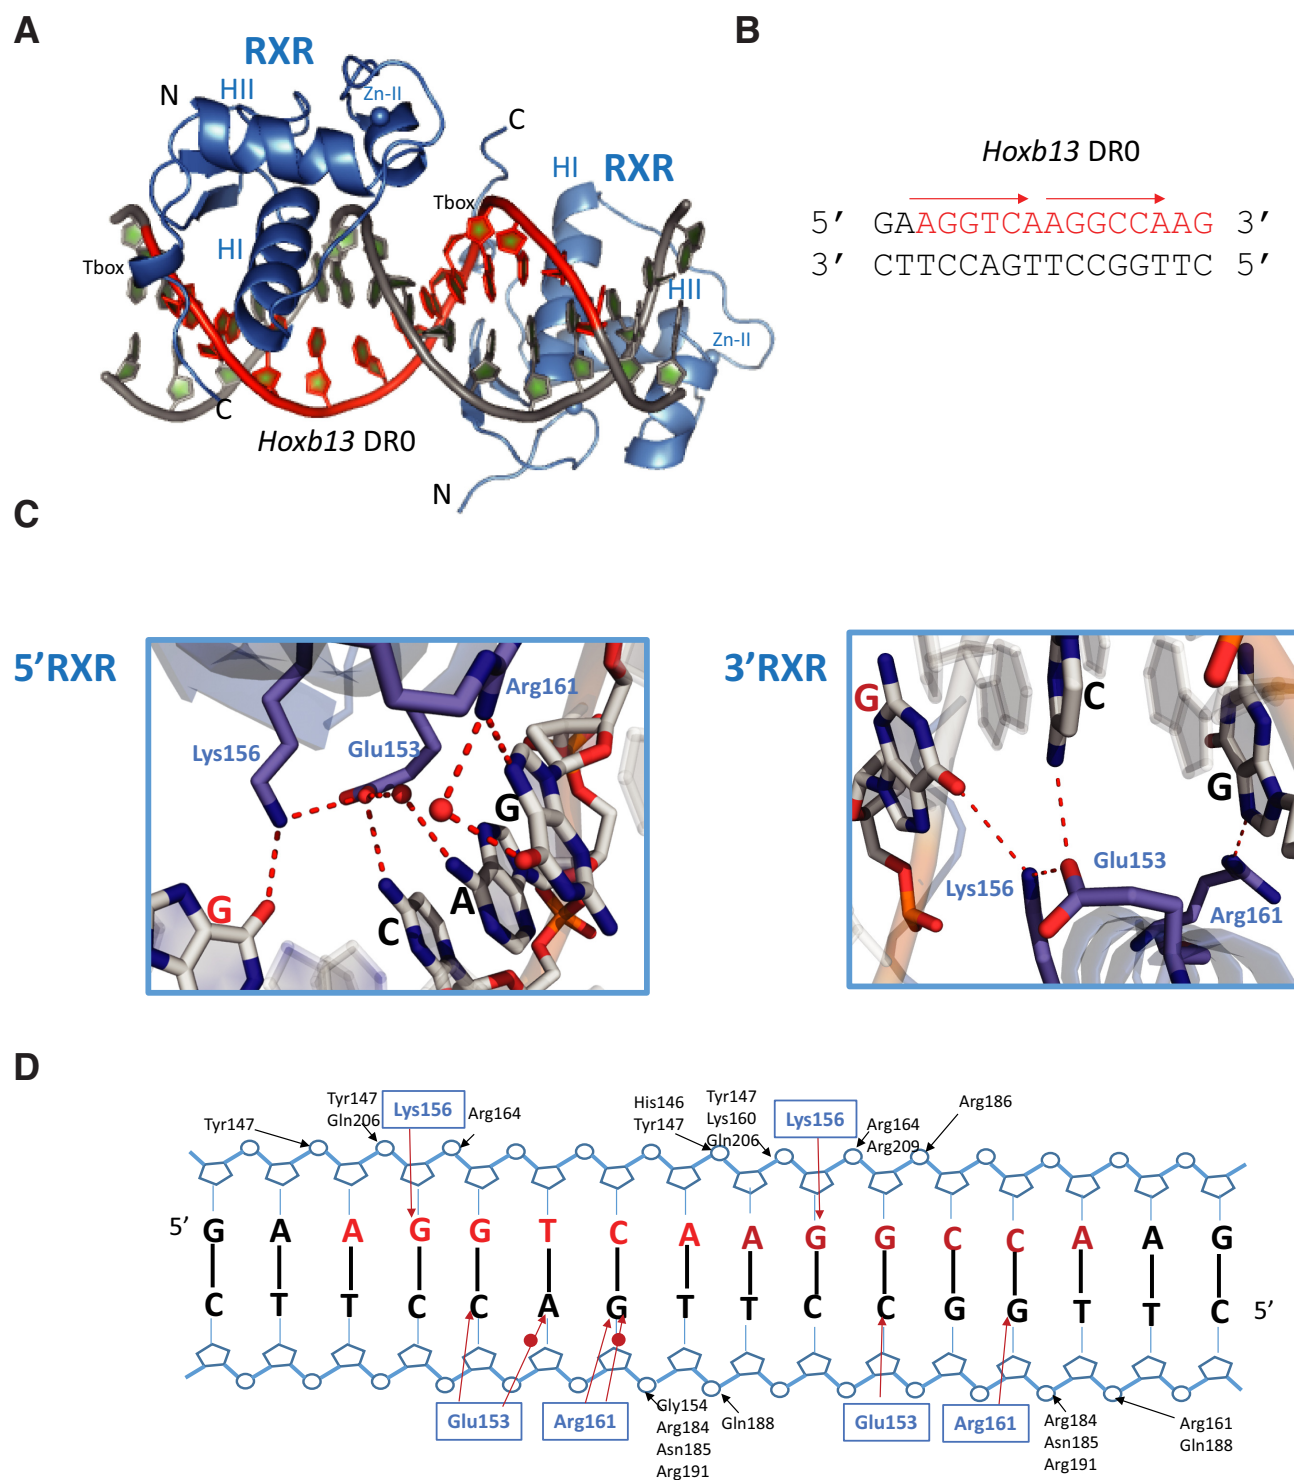 A
RXR
HII
N
Zn-II
C
HI
RXR
Tbox
HI
Tbox
HII
Zn-II
C
Hoxb13 DR0
N
B
Hoxb13 DR0
5′ GAAGGTCAAGGCCAAG 3′
3′ CTTCCAGTTCCGGTTC 5′
C
5′RXR
Arg161
Lys156
Glu153
G
A
G
C
3′RXR
G
C
G
Glu153
Lys156
Arg161
D
Tyr147
Tyr147
Gln206
Lys156
Arg164
His146
Tyr147
Tyr147
Lys160
Gln206
Lys156
Arg164
Arg209
Arg186
5′ G A A G G T C A A G G C C A A G
C T T C C A G T T C C G G T T C 5′
Glu153
Arg161
Gly154
Arg184
Asn185
Arg191
Gln188
Glu153
Arg161
Arg184
Asn185
Arg191
Arg161
Gln188